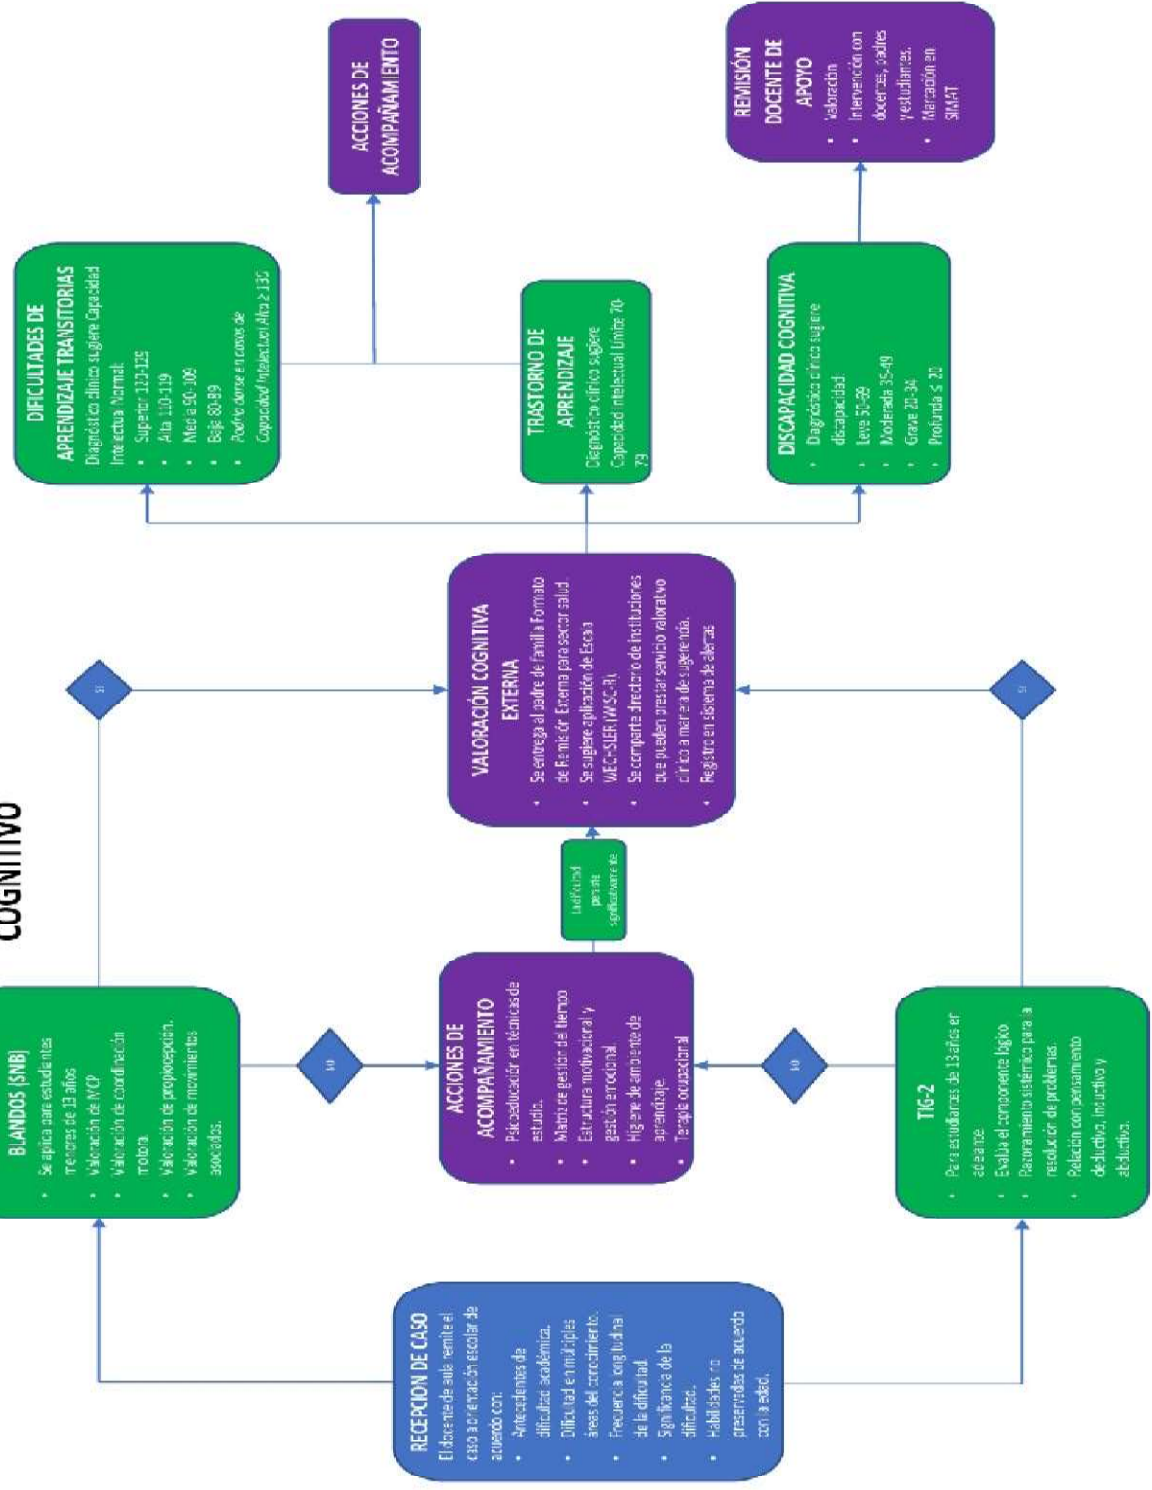 COGNITIVO
RECEPCION DE CASO
El docente de aula remite el
caso a orientación escolar de
acuerdo con:
• Antecedentes de
dificultad académica.
• Dificultad en múltiples
áreas del conocimiento.
• Frecuencia longitudinal
de la dificultad.
• Significancia de la
dificultad.
• Habilidades no
preservadas de acuerdo
con la edad.
BLANDOS (SNB)
• Se aplica para estudiantes
menores de 13 años
• Valoración de MCP
• Valoración de coordinación
motora.
• Valoración de propiocepción.
• Valoración de movimientos
asociados.
NO
SI
ACCIONES DE
ACOMPAÑAMIENTO
• Psicoeducación en técnicas de
estudio.
• Matriz de gestión del tiempo
• Estructura motivacional y
gestión emocional.
• Higiene de ambiente de
aprendizaje.
• Terapia ocupacional
NO
TIG-2
• Para estudiantes de 13 años en
adelante.
• Evalúa el componente lógico
• Razonamiento sistémico para la
resolución de problemas.
• Relación con pensamiento
deductivo, inductivo y
abductivo.
SI
La dificultad
persiste
significativamente
VALORACIÓN COGNITIVA
EXTERNA
• Se entrega al padre de familia Formato
de Remisión Externa para sector salud.
• Se sugiere aplicación de Escala
WECHSLER (WISC-R).
• Se comparte directorio de instituciones
que pueden prestar servicio valorativo
clínico a manera de sugerencia.
• Registro en sistema de alertas
DIFICULTADES DE
APRENDIZAJE TRANSITORIAS
Diagnóstico clínico sugiere Capacidad
Intelectual Normal:
• Superior 120-129
• Alta 110-119
• Media 90-109
• Baja 80-89
• Podría darse en casos de
Capacidad Intelectual Alta ≥ 130
TRASTORNO DE
APRENDIZAJE
Diagnóstico clínico sugiere
Capacidad Intelectual Límite 70-
79
DISCAPACIDAD COGNITIVA
• Diagnóstico clínico sugiere
discapacidad:
• Leve 50-69
• Moderada 35-49
• Grave 20-34
• Profunda ≤ 20
ACCIONES DE
ACOMPAÑAMIENTO
REMISIÓN
DOCENTE DE
APOYO
• Valoración
• Intervención con
docentes, padres
y estudiantes.
• Marcación en
SIMAT